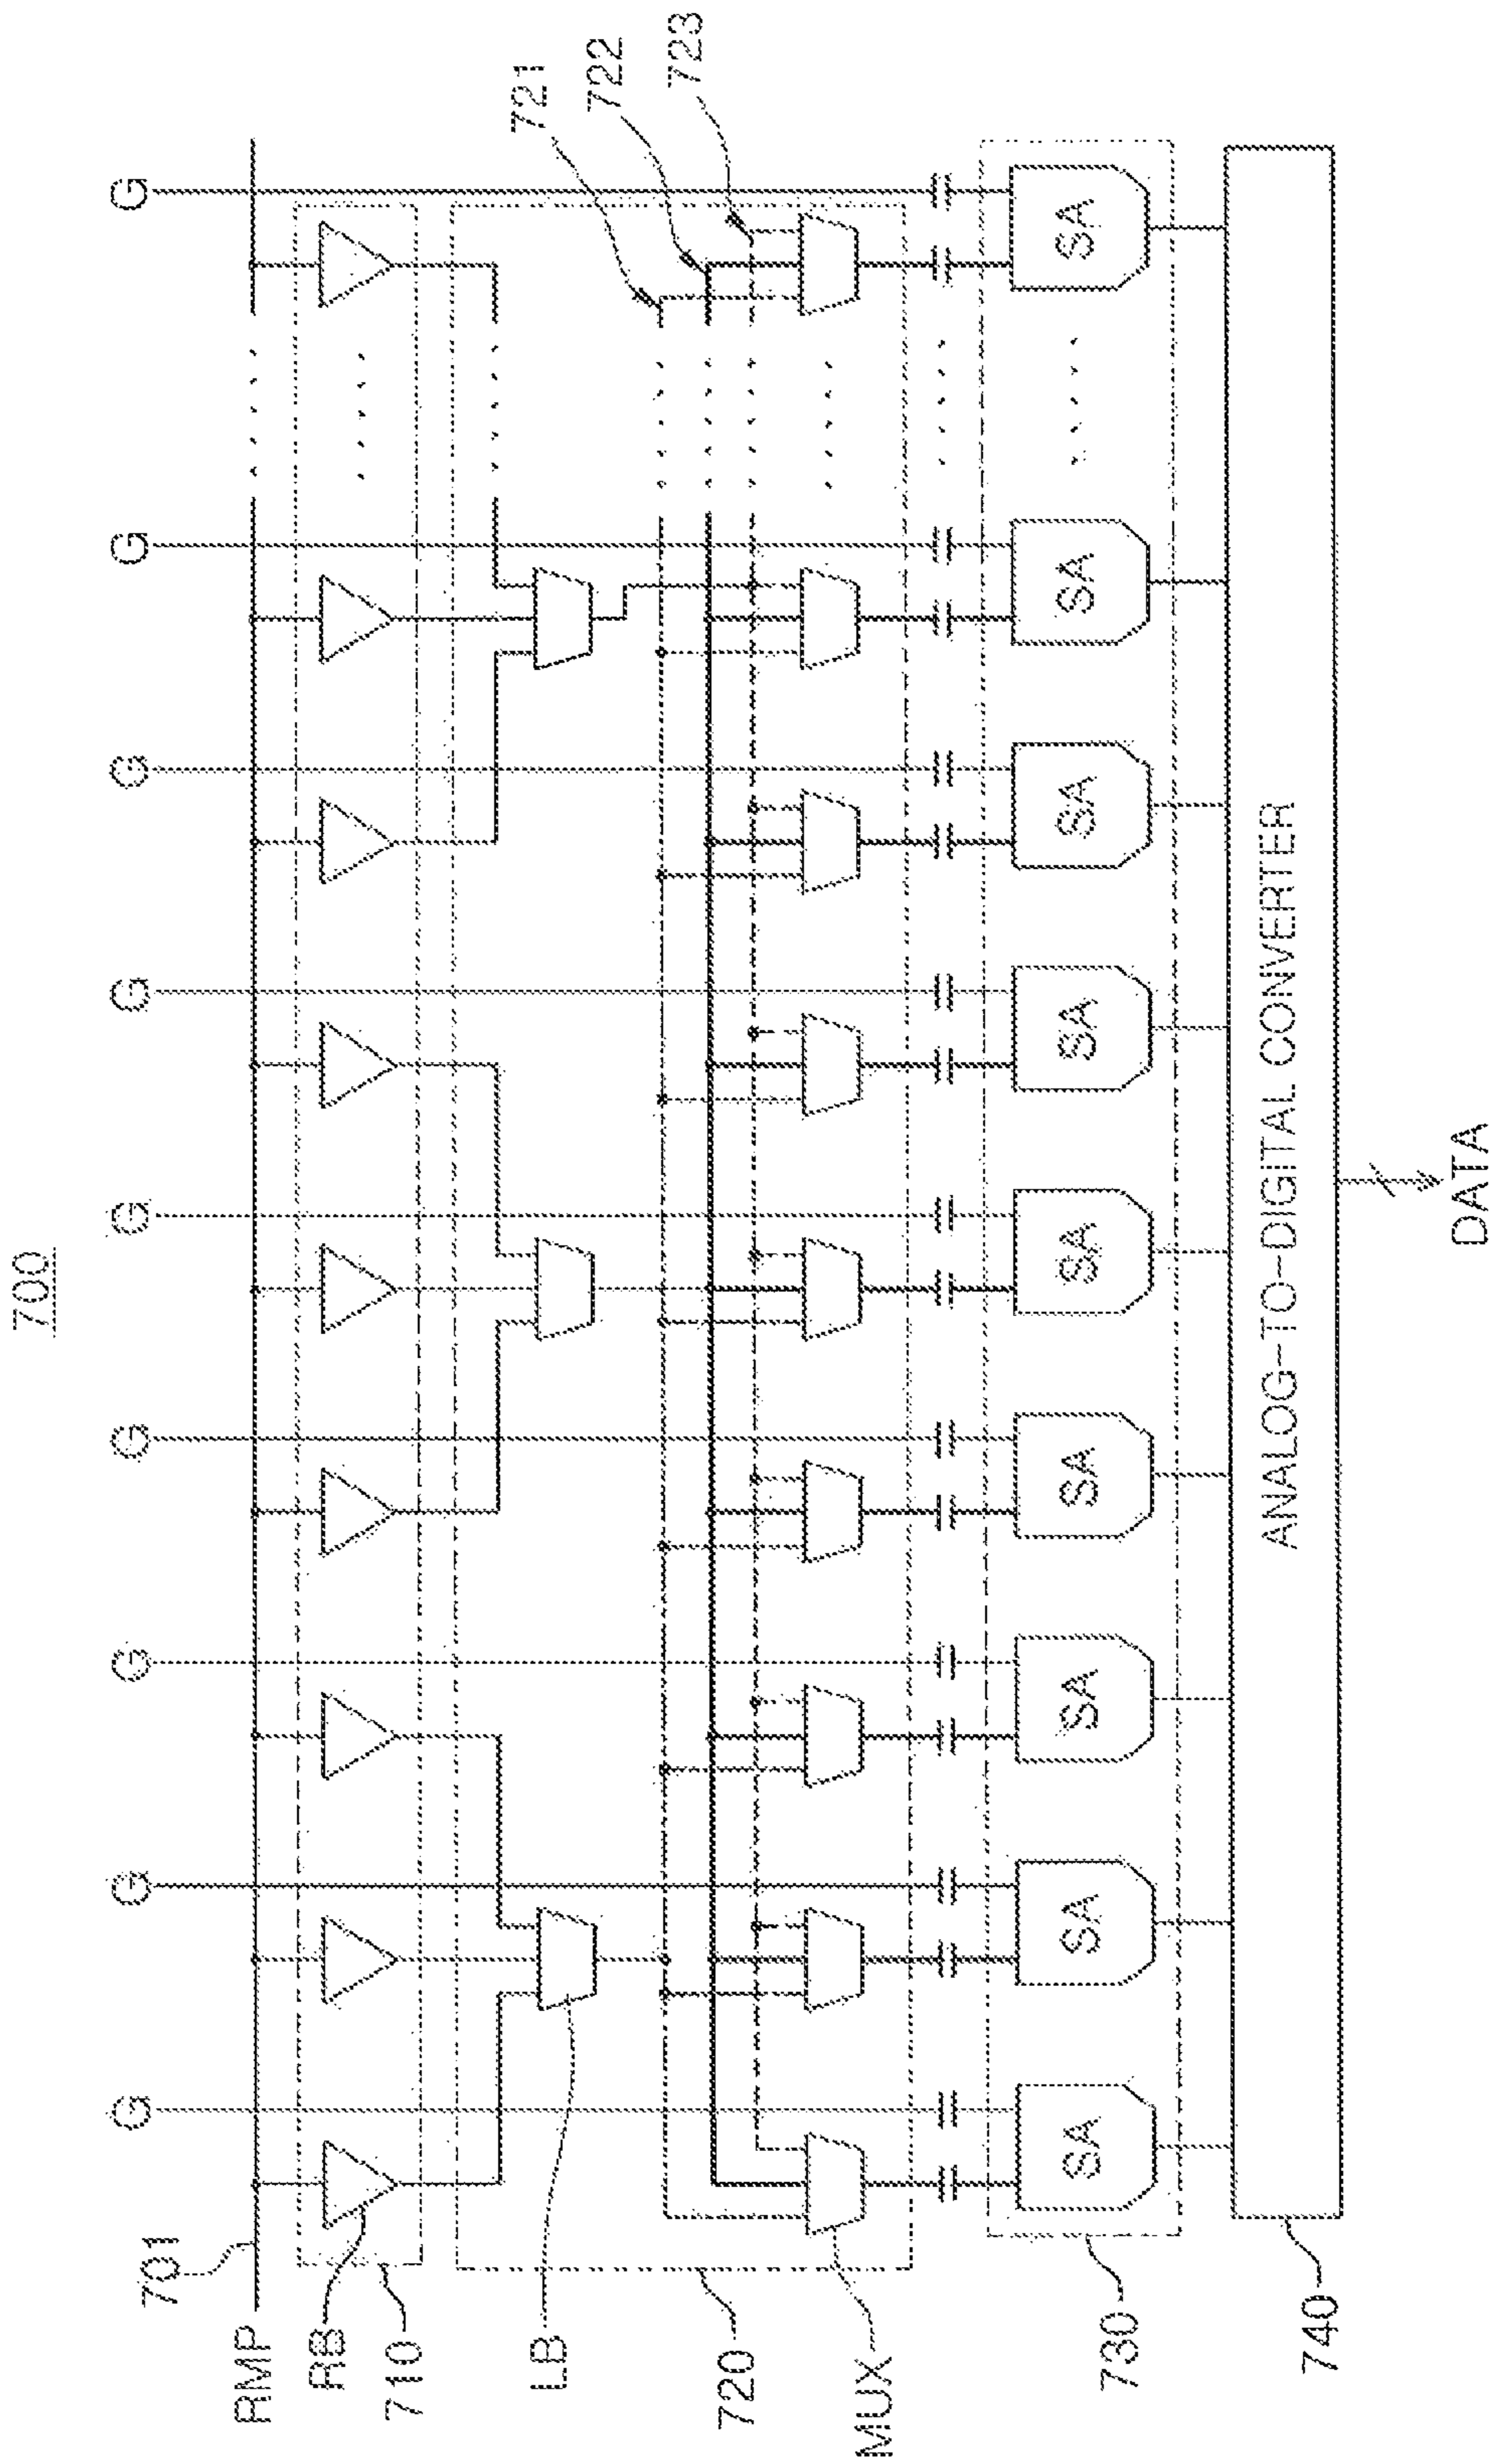 700
G G G G G G G G G
701
RMP
RB
710
721
722
723
LB
720
MUX
SA SA SA SA SA SA SA SA SA
730
ANALOG-TO-DIGITAL CONVERTER
740
DATA